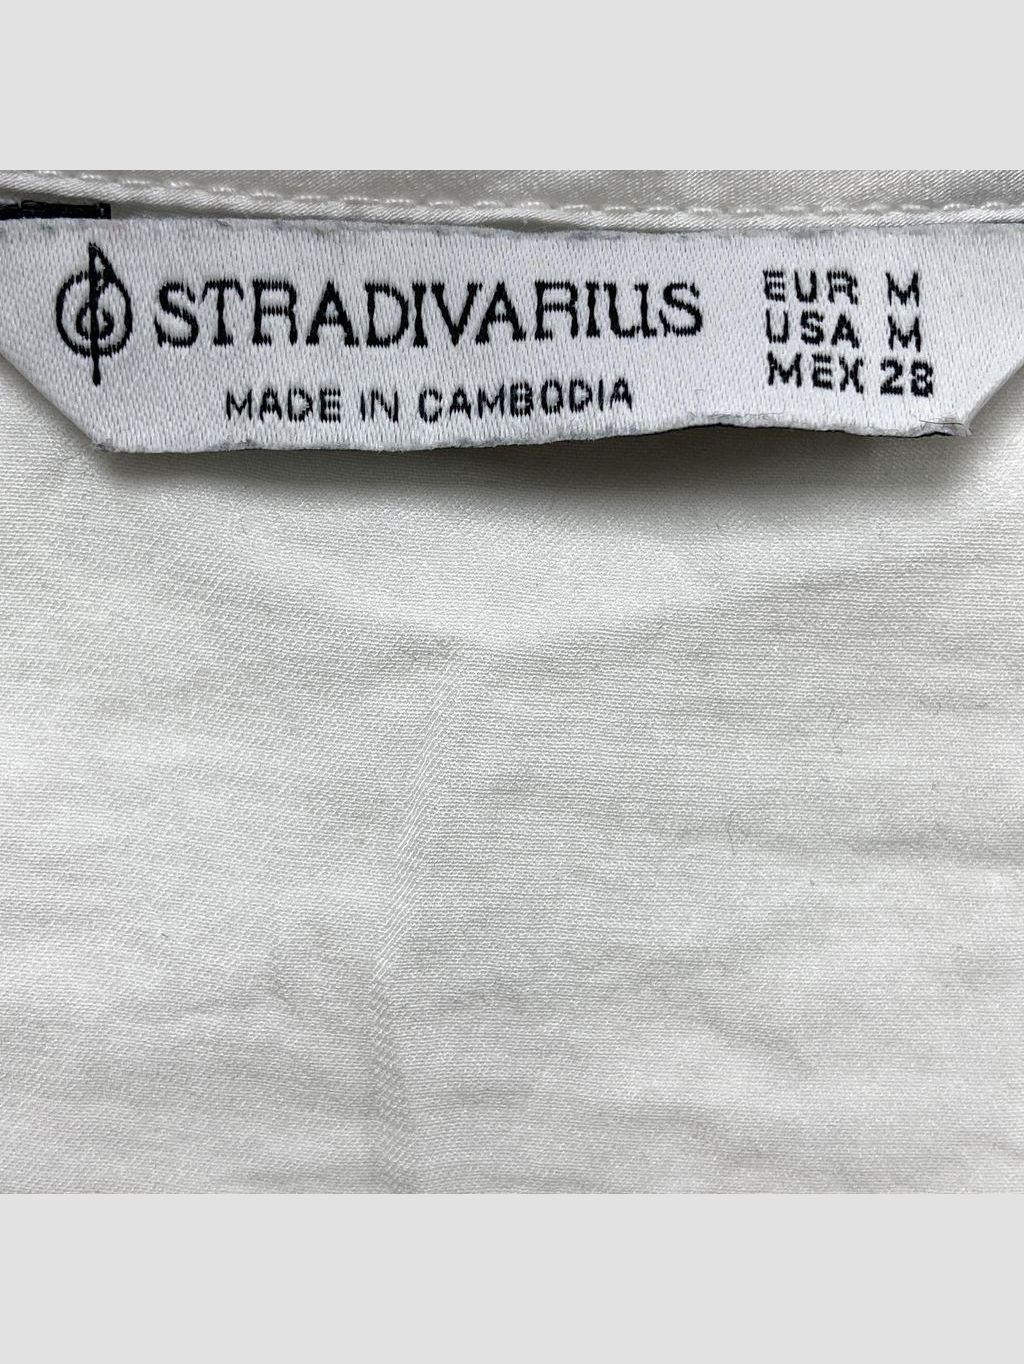 STRADIVARIUS
MADE IN CAMBODIA
EUR M
USA M
MEX 28